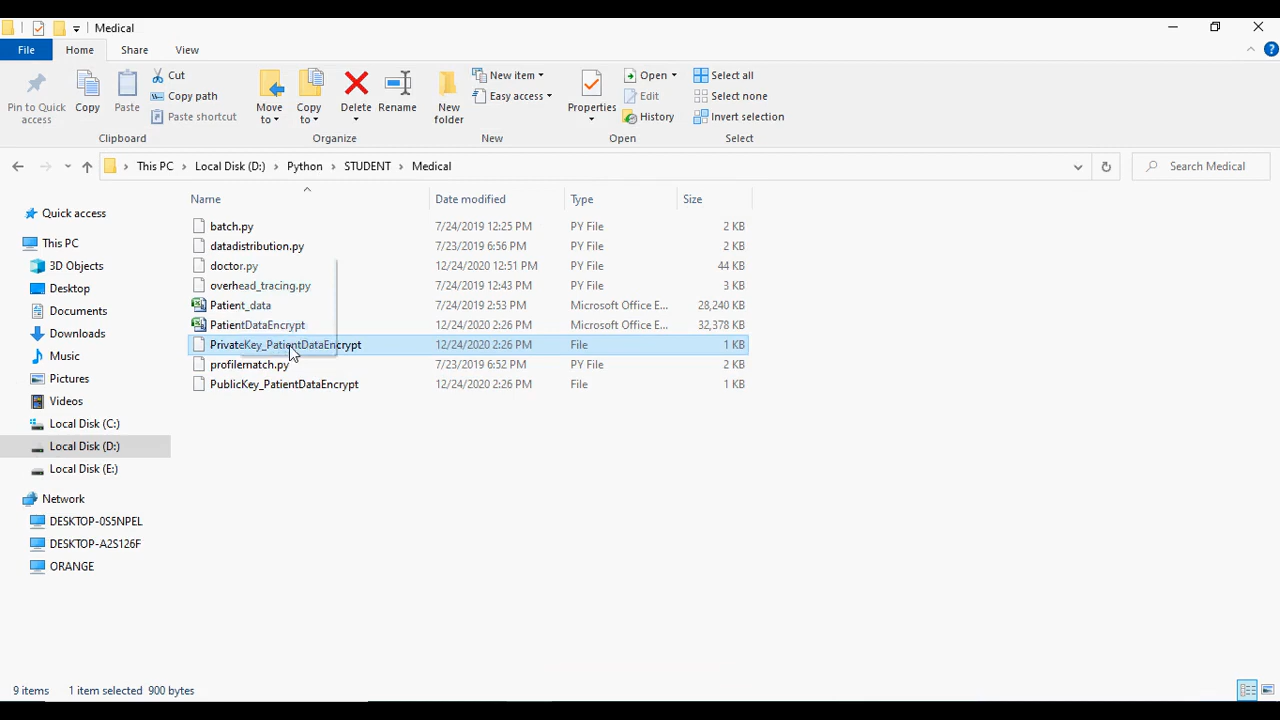 Medical
File Home Share View
Pin to Quick access
Copy
Paste
Cut
Copy path
Paste shortcut
Clipboard
Move to
Copy to
Delete
Rename
Organize
New folder
New item
Easy access
New
Properties
Open
Edit
History
Open
Select all
Select none
Invert selection
Select
This PC Local Disk (D:) Python STUDENT Medical
Search Medical
Quick access
This PC
3D Objects
Desktop
Documents
Downloads
Music
Pictures
Videos
Local Disk (C:)
Local Disk (D:)
Local Disk (E:)
Network
DESKTOP-0S5NPEL
DESKTOP-A2S126F
ORANGE
Name Date modified Type Size
batch.py 7/24/2019 12:25 PM PY File 2 KB
datadistribution.py 7/23/2019 6:56 PM PY File 2 KB
doctor.py 12/24/2020 12:51 PM PY File 44 KB
overhead_tracing.py 7/24/2019 12:43 PM PY File 3 KB
Patient_data 7/24/2019 2:53 PM Microsoft Office E... 28,240 KB
PatientDataEncrypt 12/24/2020 2:26 PM Microsoft Office E... 32,378 KB
PrivateKey_PatientDataEncrypt 12/24/2020 2:26 PM File 1 KB
profilematch.py 7/23/2019 6:52 PM PY File 2 KB
PublicKey_PatientDataEncrypt 12/24/2020 2:26 PM File 1 KB
9 items 1 item selected 900 bytes